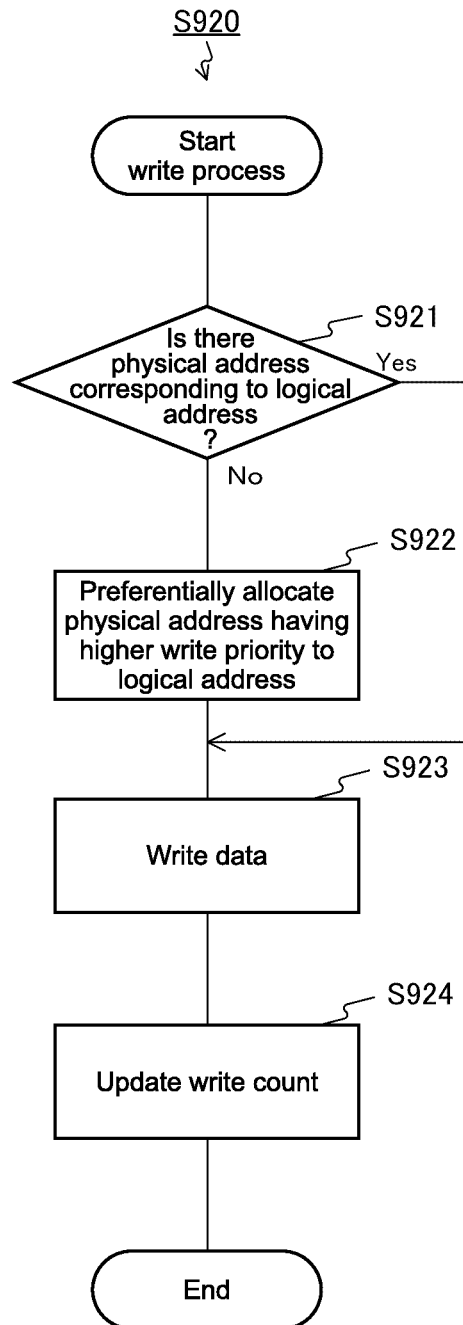 S920
Start
write process
S921
Is there
physical address
corresponding to logical
address
?
Yes
No
S922
Preferentially allocate
physical address having
higher write priority to
logical address
S923
Write data
S924
Update write count
End